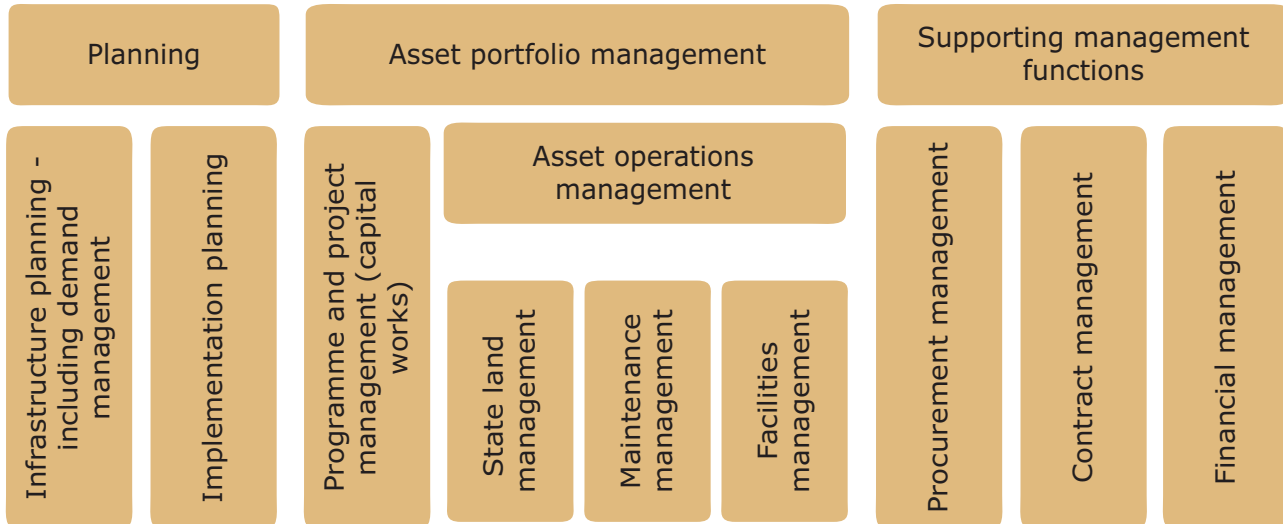 Planning
Asset portfolio management
Supporting management
functions
Infrastructure planning -
including demand
management
Implementation planning
Programme and project
management (capital
works)
Asset operations
management
State land
management
Maintenance
management
Facilities
management
Procurement management
Contract management
Financial management